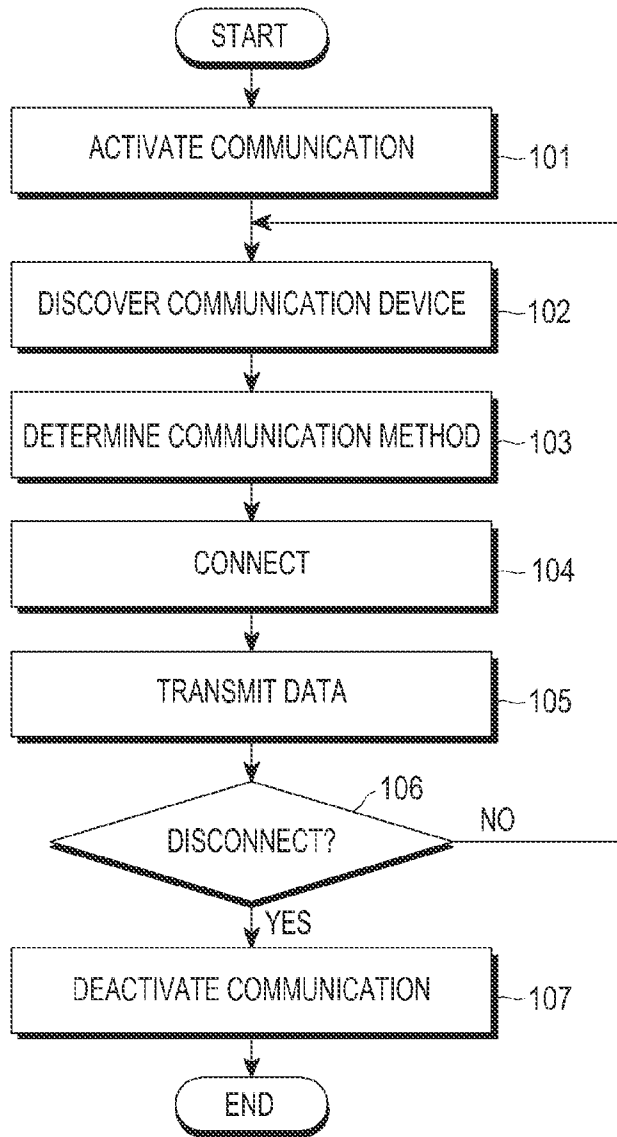 START
ACTIVATE COMMUNICATION
101
DISCOVER COMMUNICATION DEVICE
102
DETERMINE COMMUNICATION METHOD
103
CONNECT
104
TRANSMIT DATA
105
106
DISCONNECT?
NO
YES
DEACTIVATE COMMUNICATION
107
END